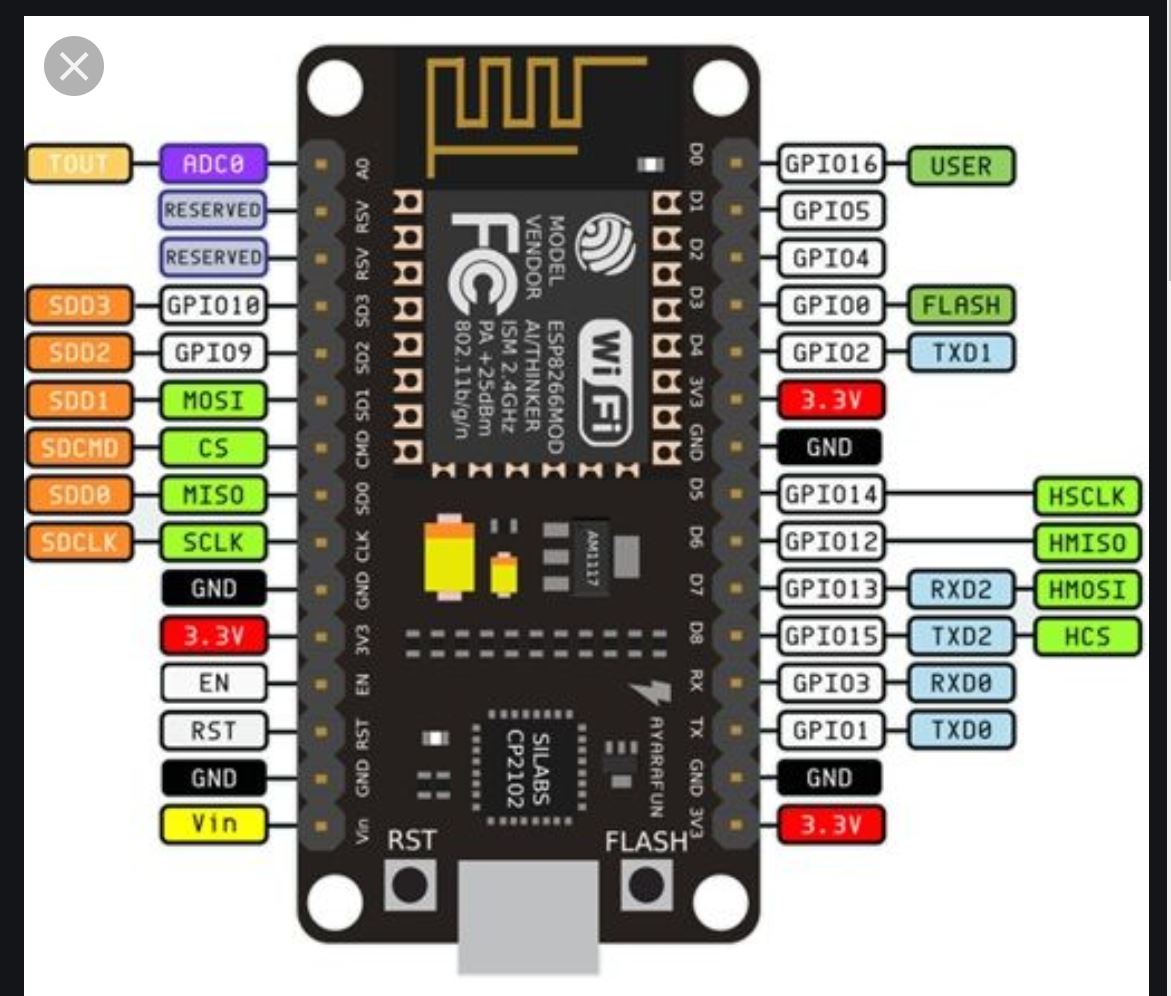 TOUT ADC0 A0 D0 GPIO16 USER
RESERVED RSV D1 GPIO5
RESERVED RSV D2 GPIO4
SDD3 GPIO10 SD3 D3 GPIO0 FLASH
SDD2 GPIO9 SD2 D4 GPIO2 TXD1
SDD1 MOSI SD1 3V3 3.3V
SDCMD CS CMD GND GND
SDD0 MISO SD0 D5 GPIO14 HSCLK
SDCLK SCLK CLK D6 GPIO12 HMISO
GND GND D7 GPIO13 RXD2 HMOSI
3.3V 3V3 D8 GPIO15 TXD2 HCS
EN EN RX GPIO3 RXD0
RST RST TX GPIO1 TXD0
GND GND GND GND
Vin Vin 3V3 3.3V
FC
MODEL
VENDOR
WiFi
ESP8266MOD
AI/THINKER
ISM 2.4GHz
PA +25dBm
802.11b/g/n
AM1117
AYARAFUN
SILABS
CP2102
RST
FLASH